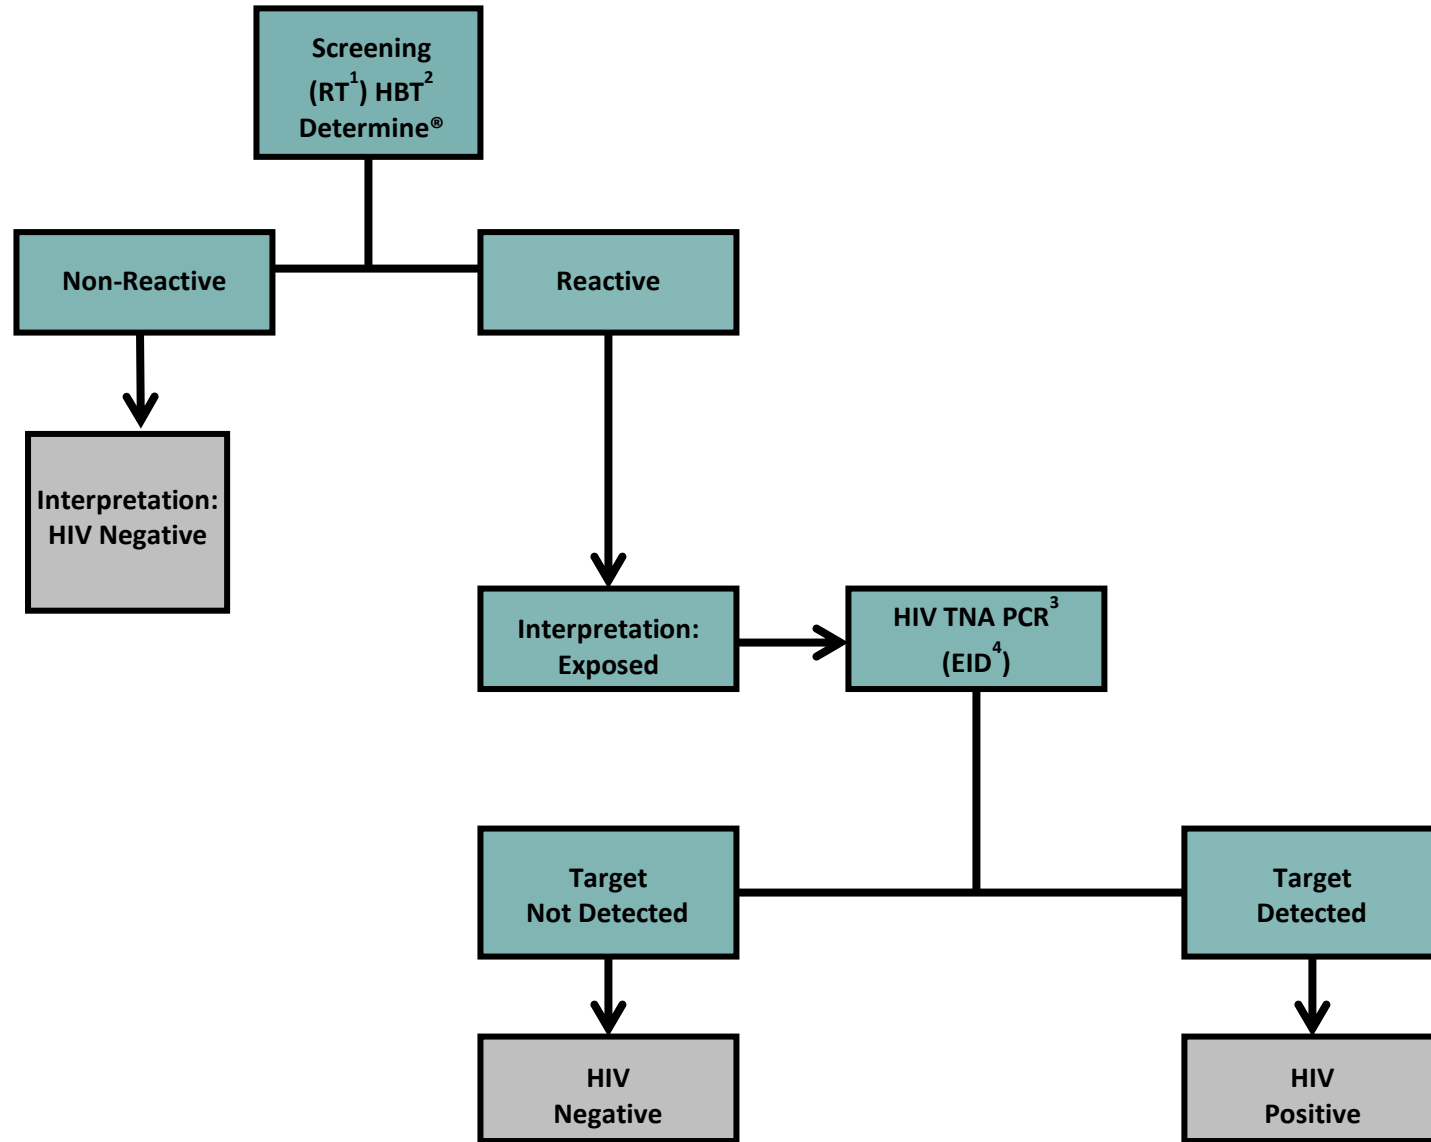 Screening
(RT¹) HBT²
Determine®
Non-Reactive
Reactive
Interpretation:
HIV Negative
Interpretation:
Exposed
HIV TNA PCR³
(EID⁴)
Target
Not Detected
Target
Detected
HIV
Negative
HIV
Positive